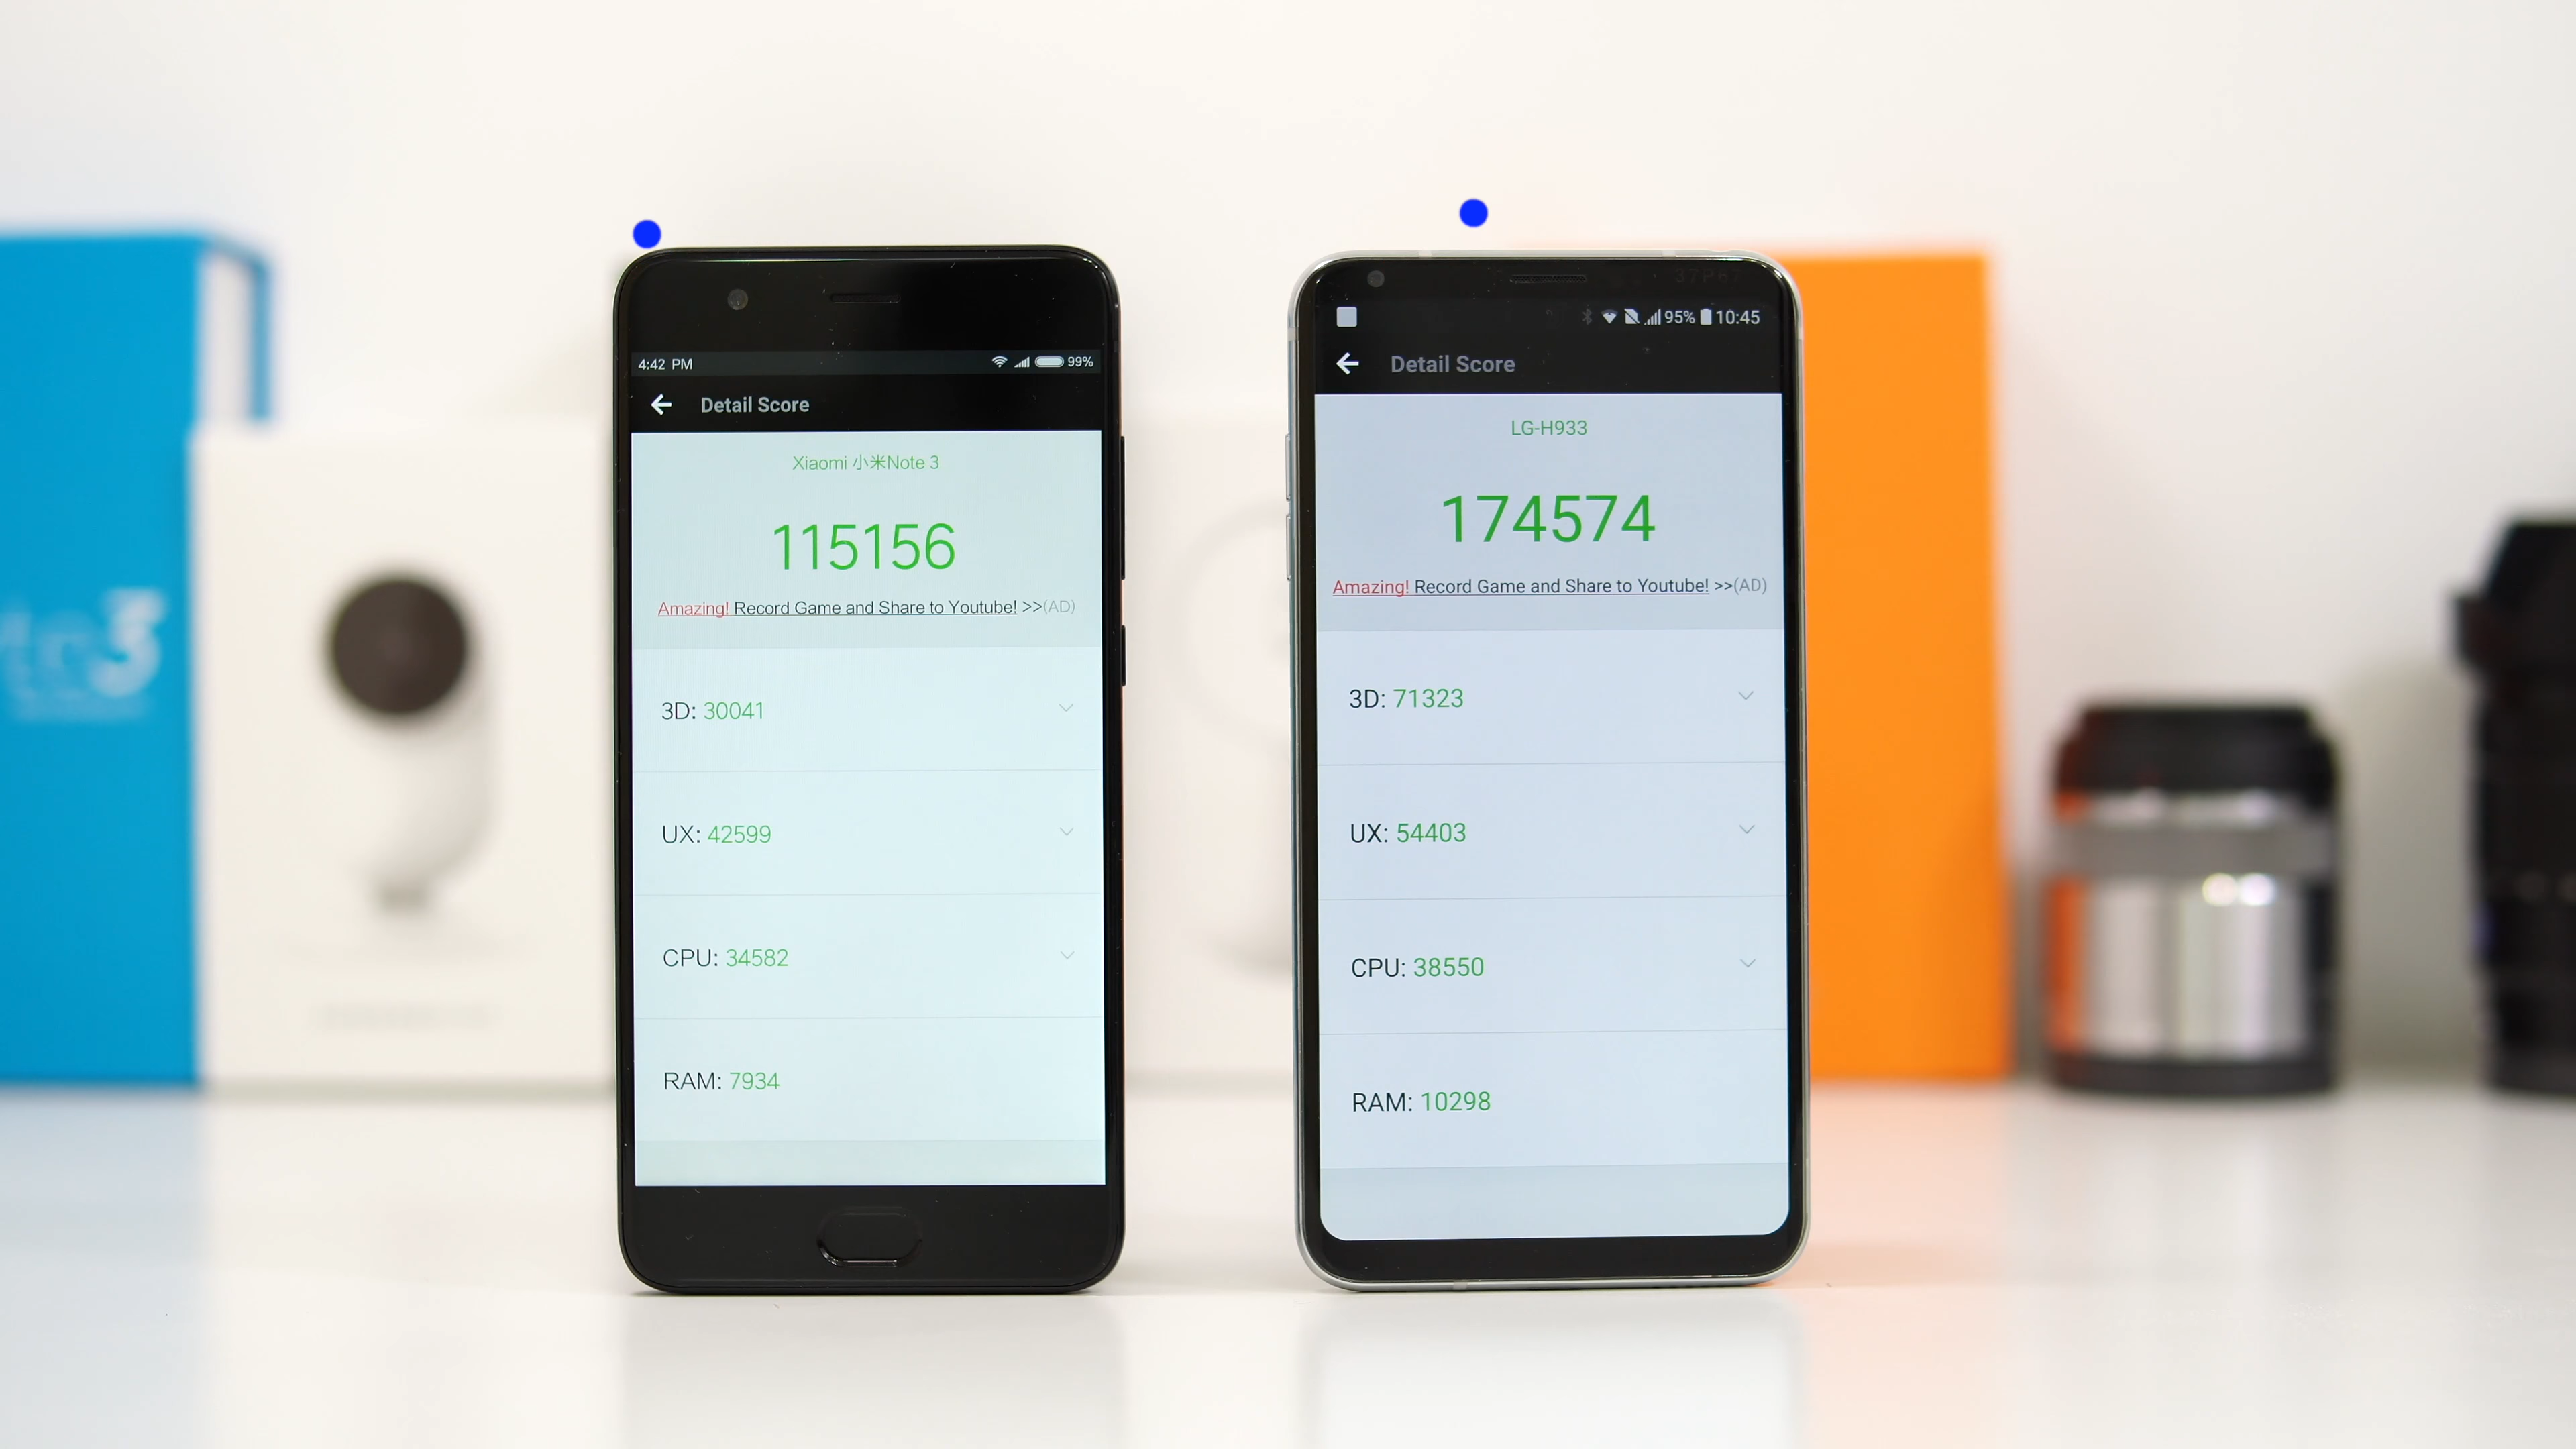 4:42 PM
99%
Detail Score
Xiaomi 小米Note 3
115156
Amazing! Record Game and Share to Youtube! >>(AD)
3D: 30041
UX: 42599
CPU: 34582
RAM: 7934
95% 10:45
Detail Score
LG-H933
174574
Amazing! Record Game and Share to Youtube! >>(AD)
3D: 71323
UX: 54403
CPU: 38550
RAM: 10298
3